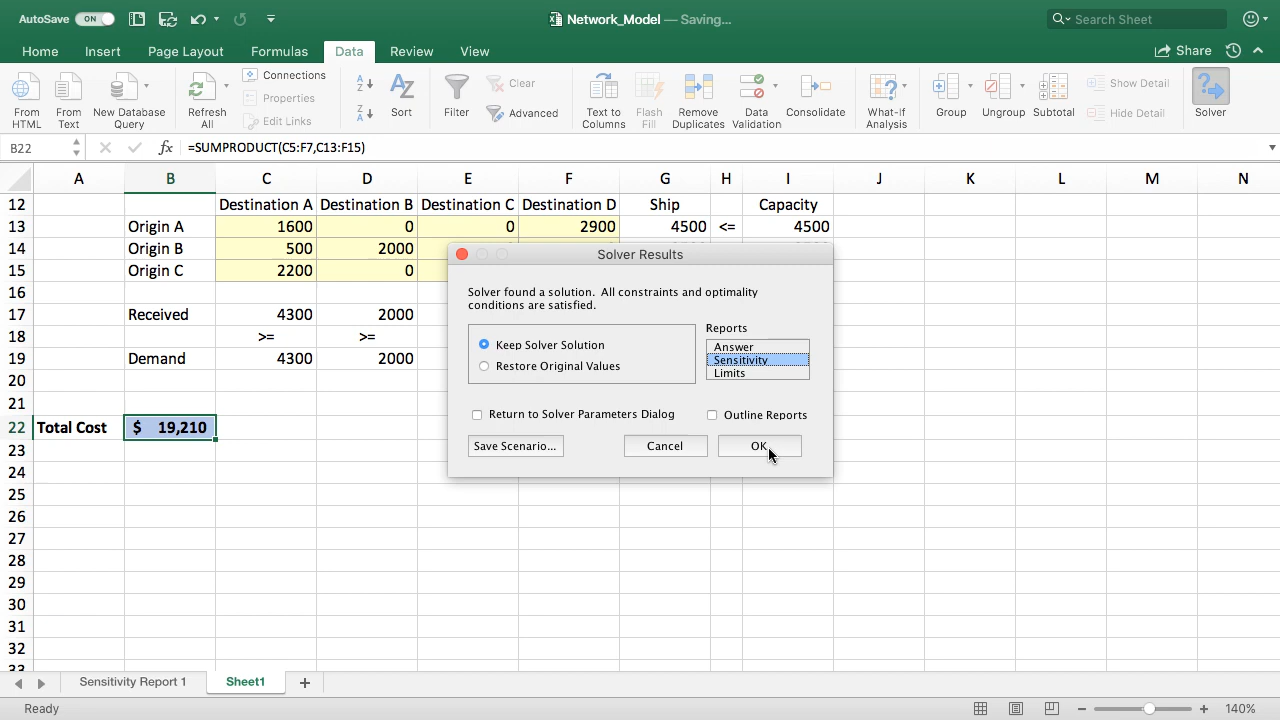 AutoSave ON Network_Model — Saving... Search Sheet
Home Insert Page Layout Formulas Data Review View Share
From HTML From Text New Database Query Refresh All Connections Properties Edit Links Sort Filter Clear Advanced Text to Columns Flash Fill Remove Duplicates Data Validation Consolidate What-If Analysis Group Ungroup Subtotal Show Detail Hide Detail Solver
B22 fx =SUMPRODUCT(C5:F7,C13:F15)
A B C D E F G H I J K L M N
12 Destination A Destination B Destination C Destination D Ship Capacity
13 Origin A 1600 0 0 2900 4500 <= 4500
14 Origin B 500 2000
15 Origin C 2200 0
16
17 Received 4300 2000
18 >= >=
19 Demand 4300 2000
20
21
22 Total Cost $ 19,210
23
24
25
26
27
28
29
30
31
32
33
Solver Results
Solver found a solution. All constraints and optimality
conditions are satisfied.
Keep Solver Solution
Restore Original Values
Reports
Answer
Sensitivity
Limits
Return to Solver Parameters Dialog Outline Reports
Save Scenario... Cancel OK
Sensitivity Report 1 Sheet1 +
Ready 140%